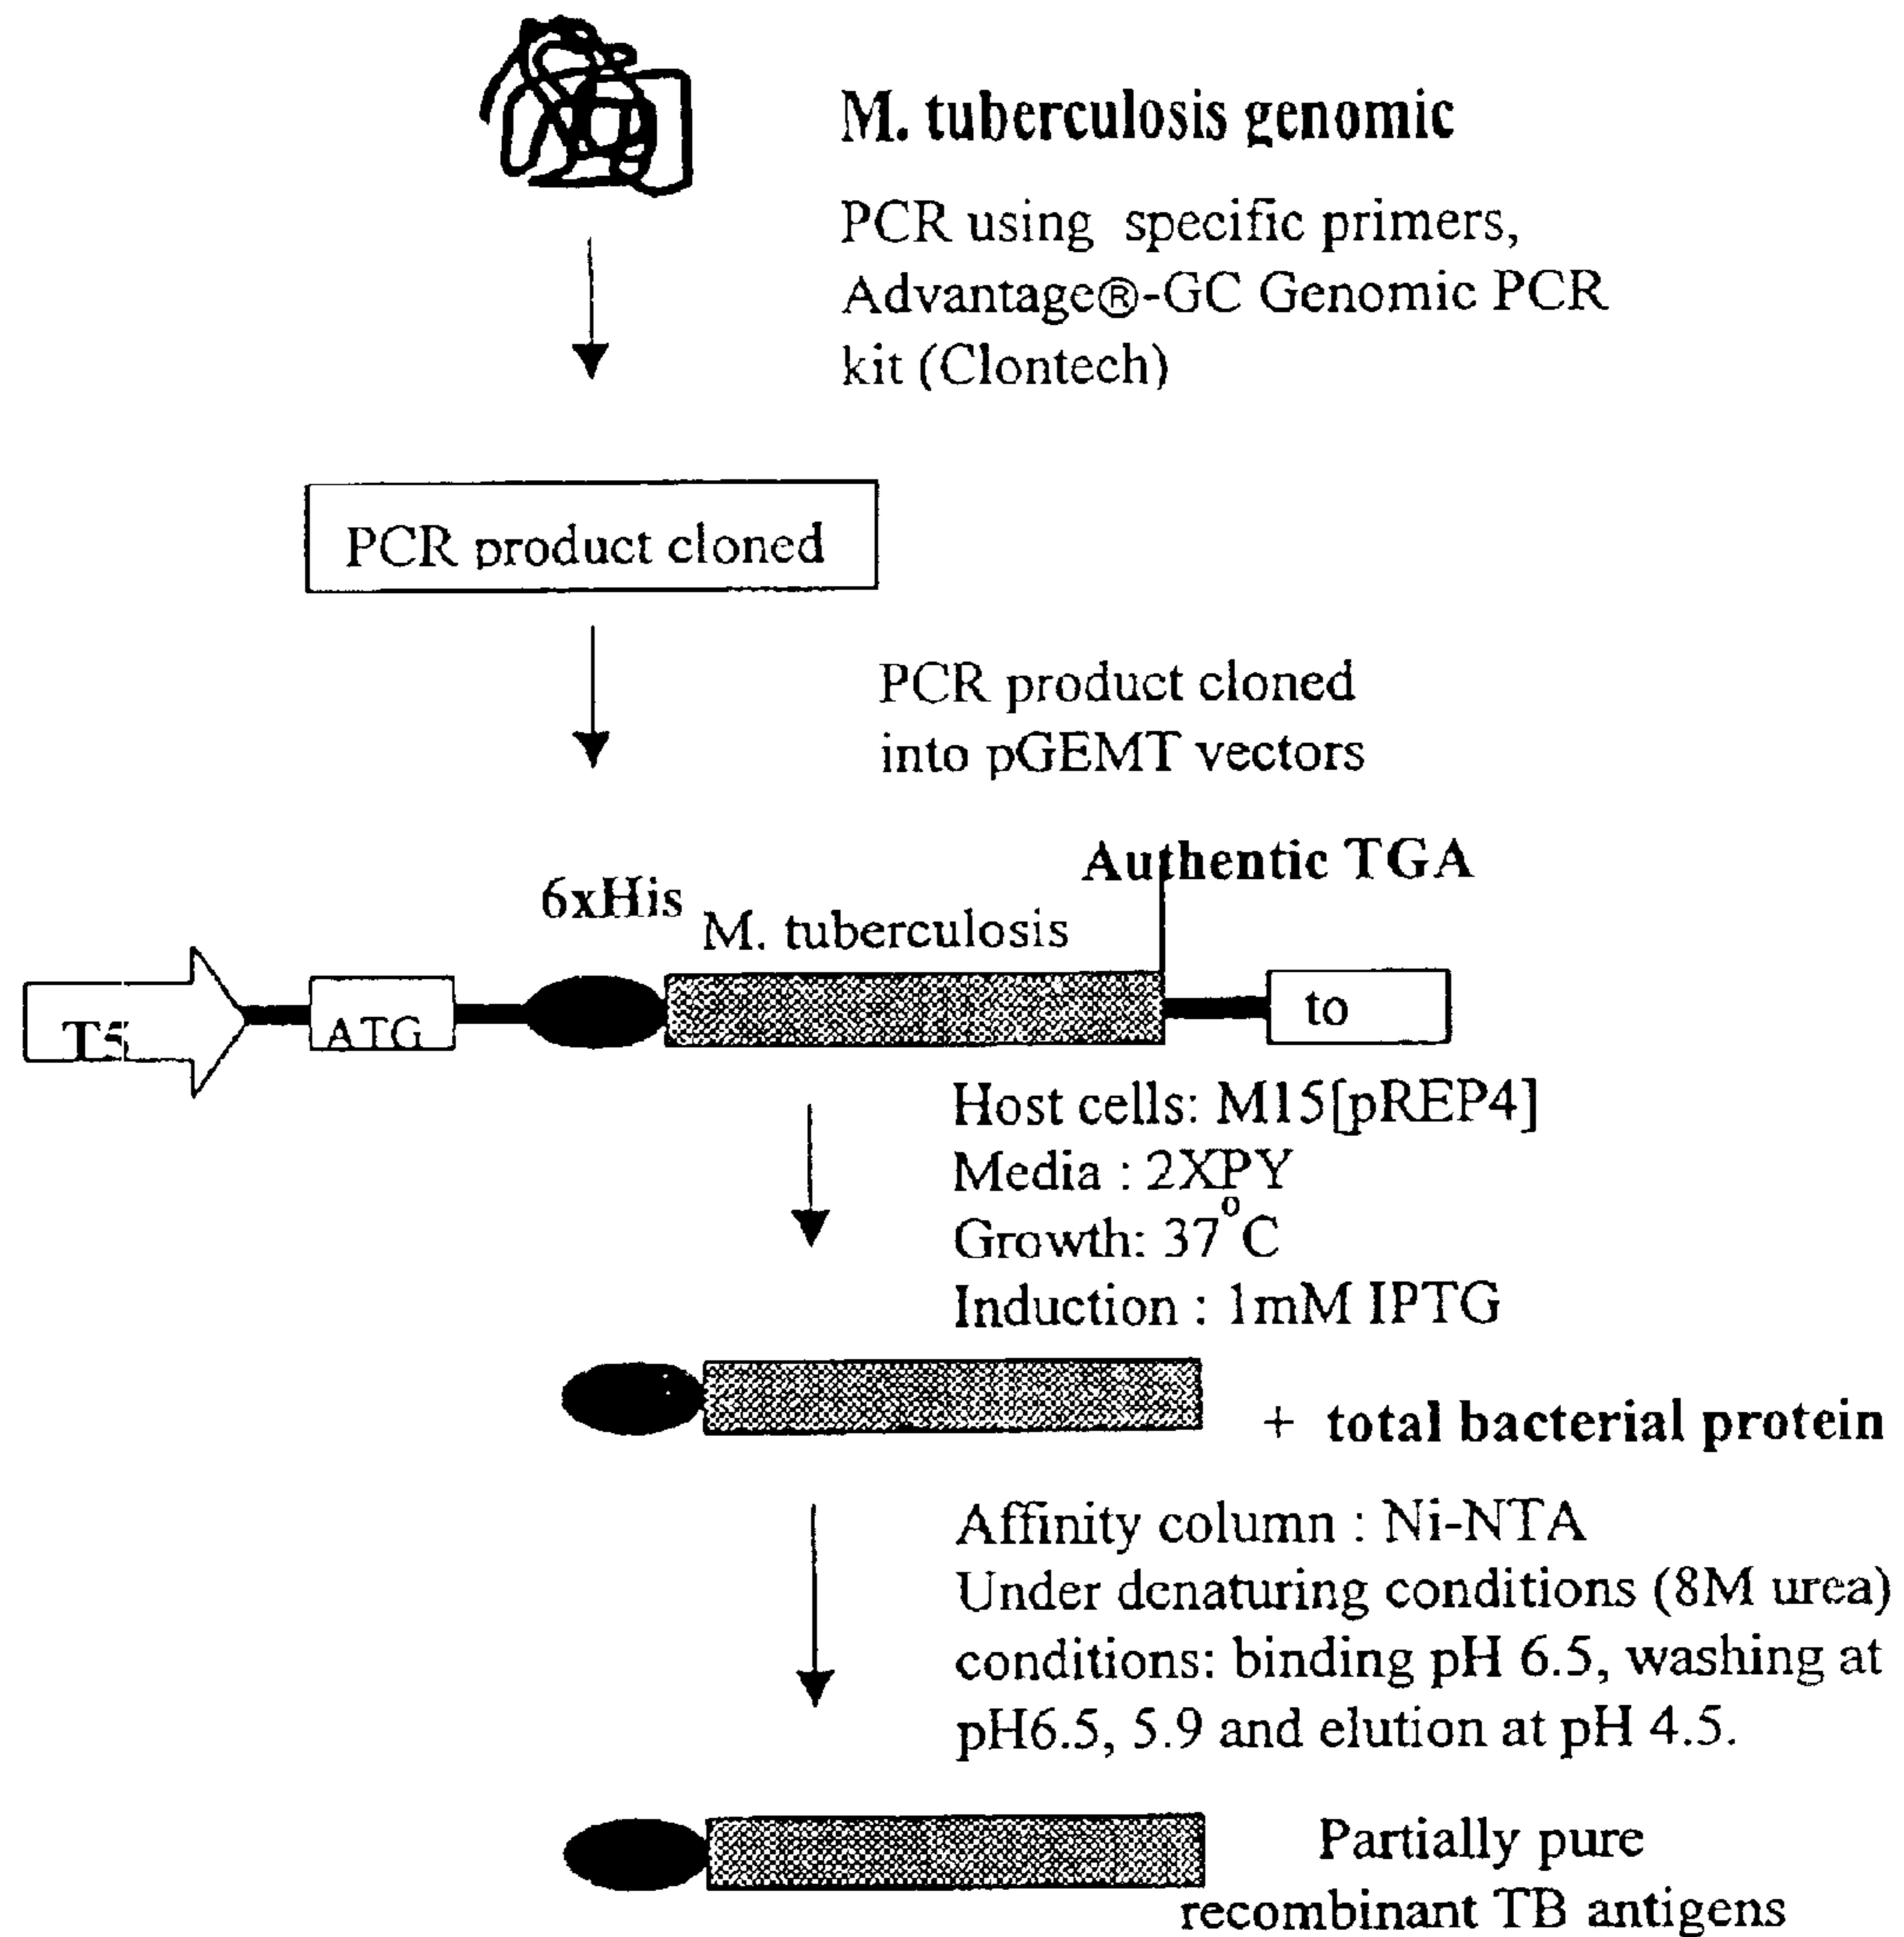 M. tuberculosis genomic
PCR using specific primers,
Advantage®-GC Genomic PCR
kit (Clontech)
PCR product cloned
PCR product cloned
into pGEMT vectors
Authentic TGA
6xHis
M. tuberculosis
T5
ATG
to
Host cells: M15[pREP4]
Media : 2XPY
Growth: 37°C
Induction : 1mM IPTG
+ total bacterial protein
Affinity column : Ni-NTA
Under denaturing conditions (8M urea)
conditions: binding pH 6.5, washing at
pH6.5, 5.9 and elution at pH 4.5.
Partially pure
recombinant TB antigens